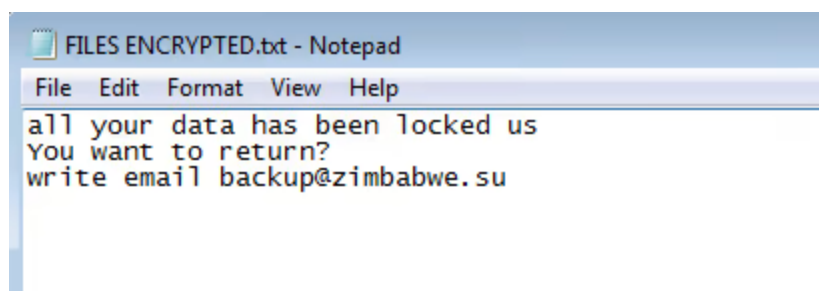 FILES ENCRYPTED.txt - Notepad
File Edit Format View Help
all your data has been locked us
You want to return?
write email backup@zimbabwe.su